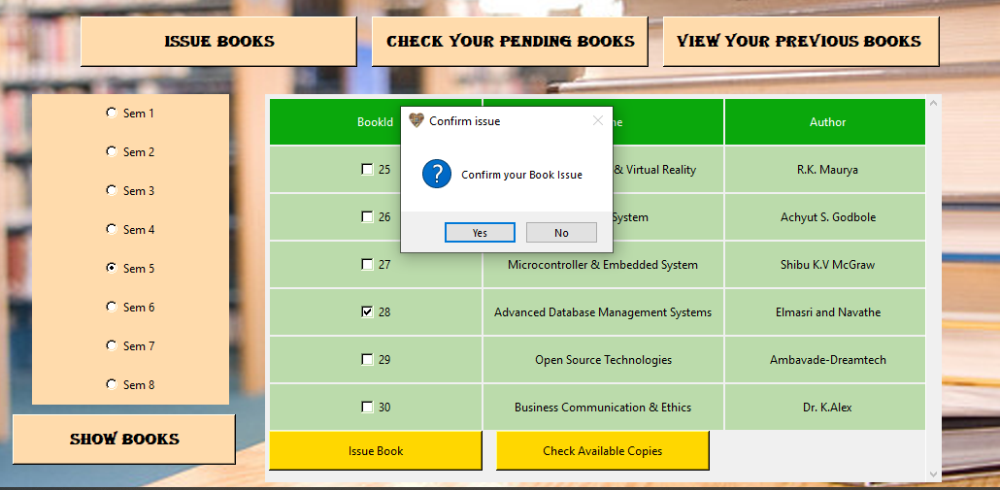 ISSUE BOOKS
CHECK YOUR PENDING BOOKS
VIEW YOUR PREVIOUS BOOKS
Sem 1
Sem 2
Sem 3
Sem 4
Sem 5
Sem 6
Sem 7
Sem 8
SHOW BOOKS
BookId
Author
Confirm issue
Confirm your Book Issue
Yes No
25 & Virtual Reality R.K. Maurya
26 System Achyut S. Godbole
27 Microcontroller & Embedded System Shibu K.V McGraw
28 Advanced Database Management Systems Elmasri and Navathe
29 Open Source Technologies Ambavade-Dreamtech
30 Business Communication & Ethics Dr. K.Alex
Issue Book Check Available Copies